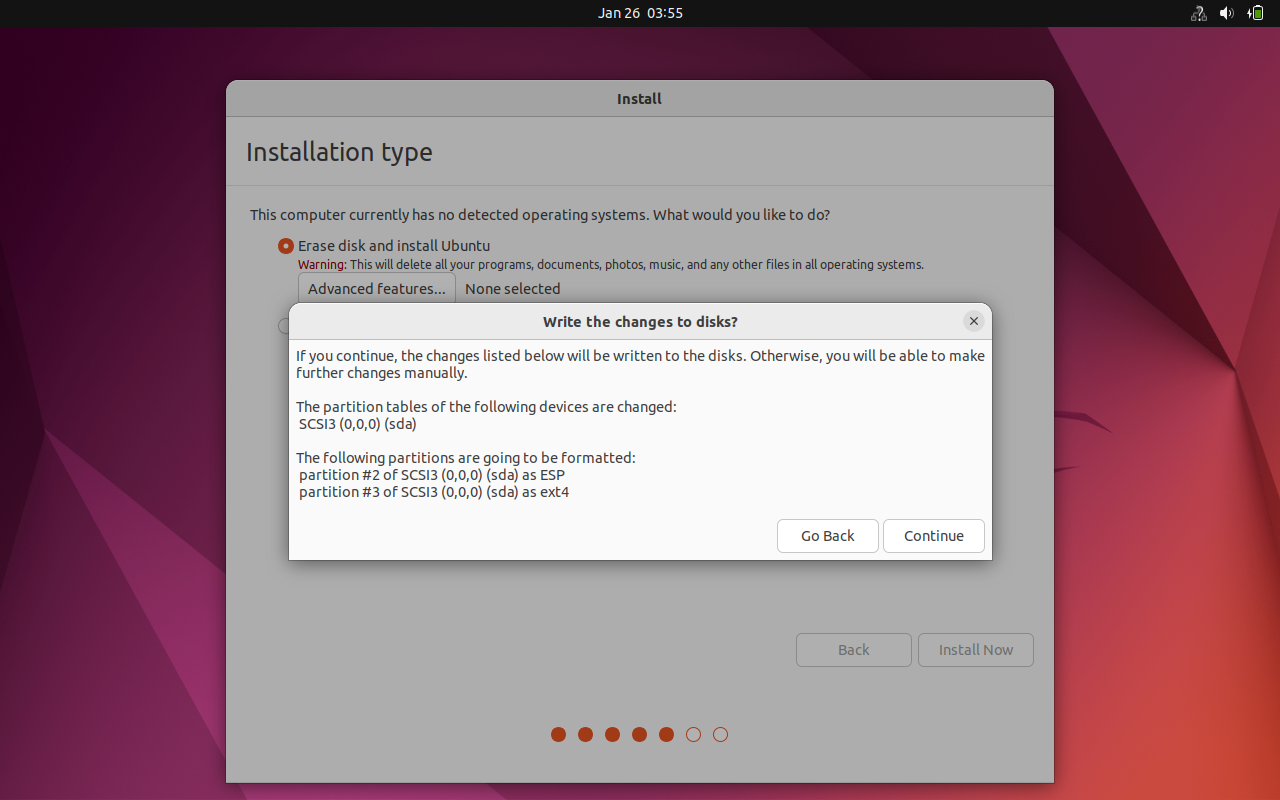 Jan 26 03:55
Install
Installation type
This computer currently has no detected operating systems. What would you like to do?
Erase disk and install Ubuntu
Warning: This will delete all your programs, documents, photos, music, and any other files in all operating systems.
Advanced features... None selected
Write the changes to disks?
If you continue, the changes listed below will be written to the disks. Otherwise, you will be able to make
further changes manually.
The partition tables of the following devices are changed:
SCSI3 (0,0,0) (sda)
The following partitions are going to be formatted:
partition #2 of SCSI3 (0,0,0) (sda) as ESP
partition #3 of SCSI3 (0,0,0) (sda) as ext4
Go Back Continue
Back Install Now